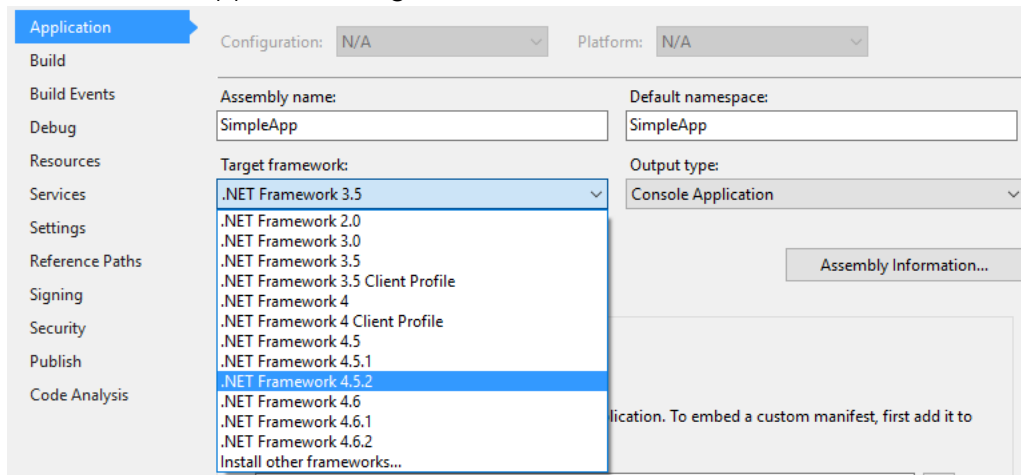 Application
Build
Build Events
Debug
Resources
Services
Settings
Reference Paths
Signing
Security
Publish
Code Analysis
Configuration: N/A Platform: N/A
Assembly name: Default namespace:
SimpleApp SimpleApp
Target framework: Output type:
.NET Framework 3.5 Console Application
.NET Framework 2.0
.NET Framework 3.0
.NET Framework 3.5
.NET Framework 3.5 Client Profile
.NET Framework 4
.NET Framework 4 Client Profile
.NET Framework 4.5
.NET Framework 4.5.1
.NET Framework 4.5.2
.NET Framework 4.6
.NET Framework 4.6.1
.NET Framework 4.6.2
Install other frameworks...
Assembly Information...
lication. To embed a custom manifest, first add it to